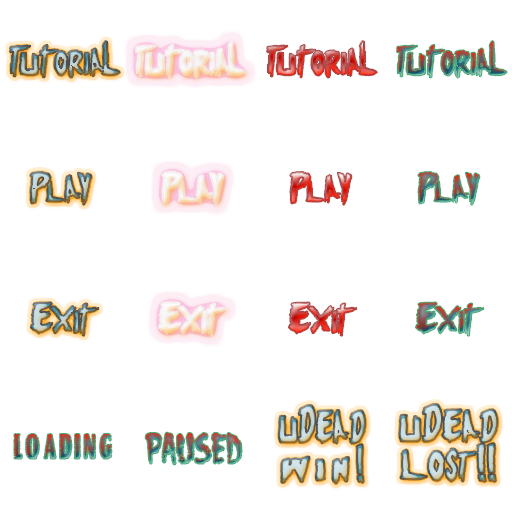 TUTORIAL TUTORIAL TUTORIAL TUTORIAL
PLAY PLAY PLAY PLAY
EXIT EXIT EXIT EXIT
LOADING PAUSED UDEAD UDEAD
WIN! LOST!!